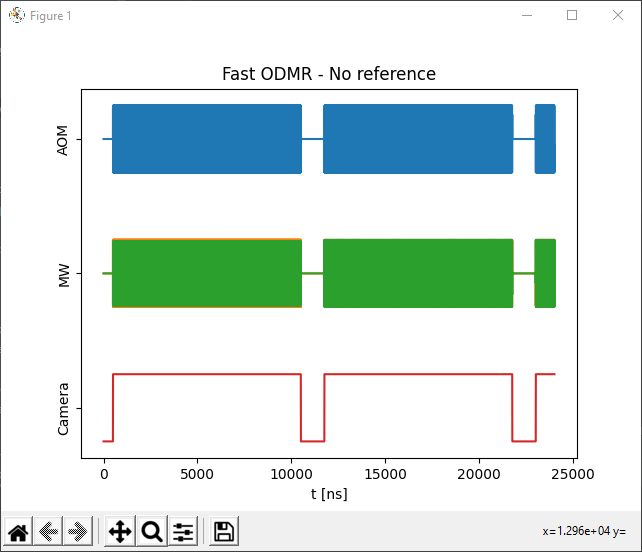 Figure 1
Fast ODMR - No reference
AOM
MW
Camera
0 5000 10000 15000 20000 25000
t [ns]
x=1.296e+04 y=